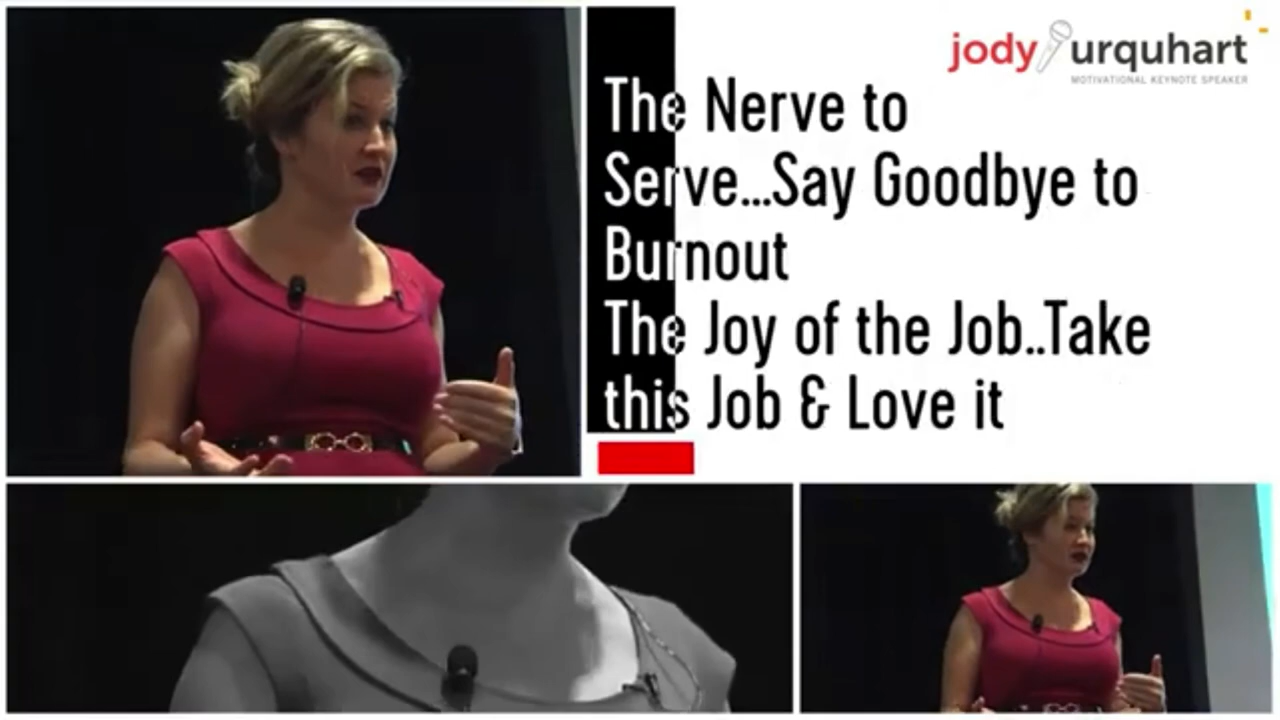 jody urquhart
MOTIVATIONAL KEYNOTE SPEAKER
The Nerve to
Serve...Say Goodbye to
Burnout
The Joy of the Job..Take
this Job & Love it